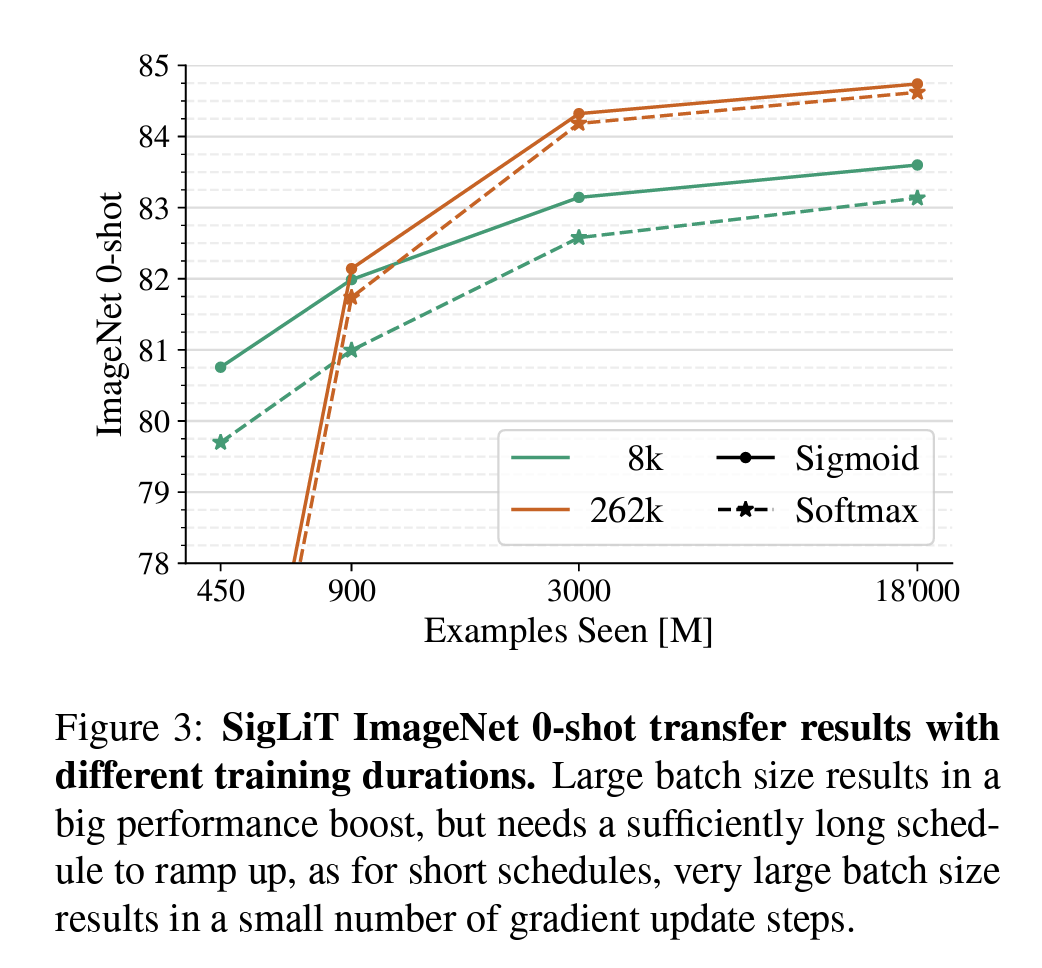 85
84
83
82
81
80
79
78
ImageNet 0-shot
8k
Sigmoid
262k
Softmax
450
900
3000
18'000
Examples Seen [M]
Figure 3: SigLiT ImageNet 0-shot transfer results with
different training durations. Large batch size results in a
big performance boost, but needs a sufficiently long sched-
ule to ramp up, as for short schedules, very large batch size
results in a small number of gradient update steps.